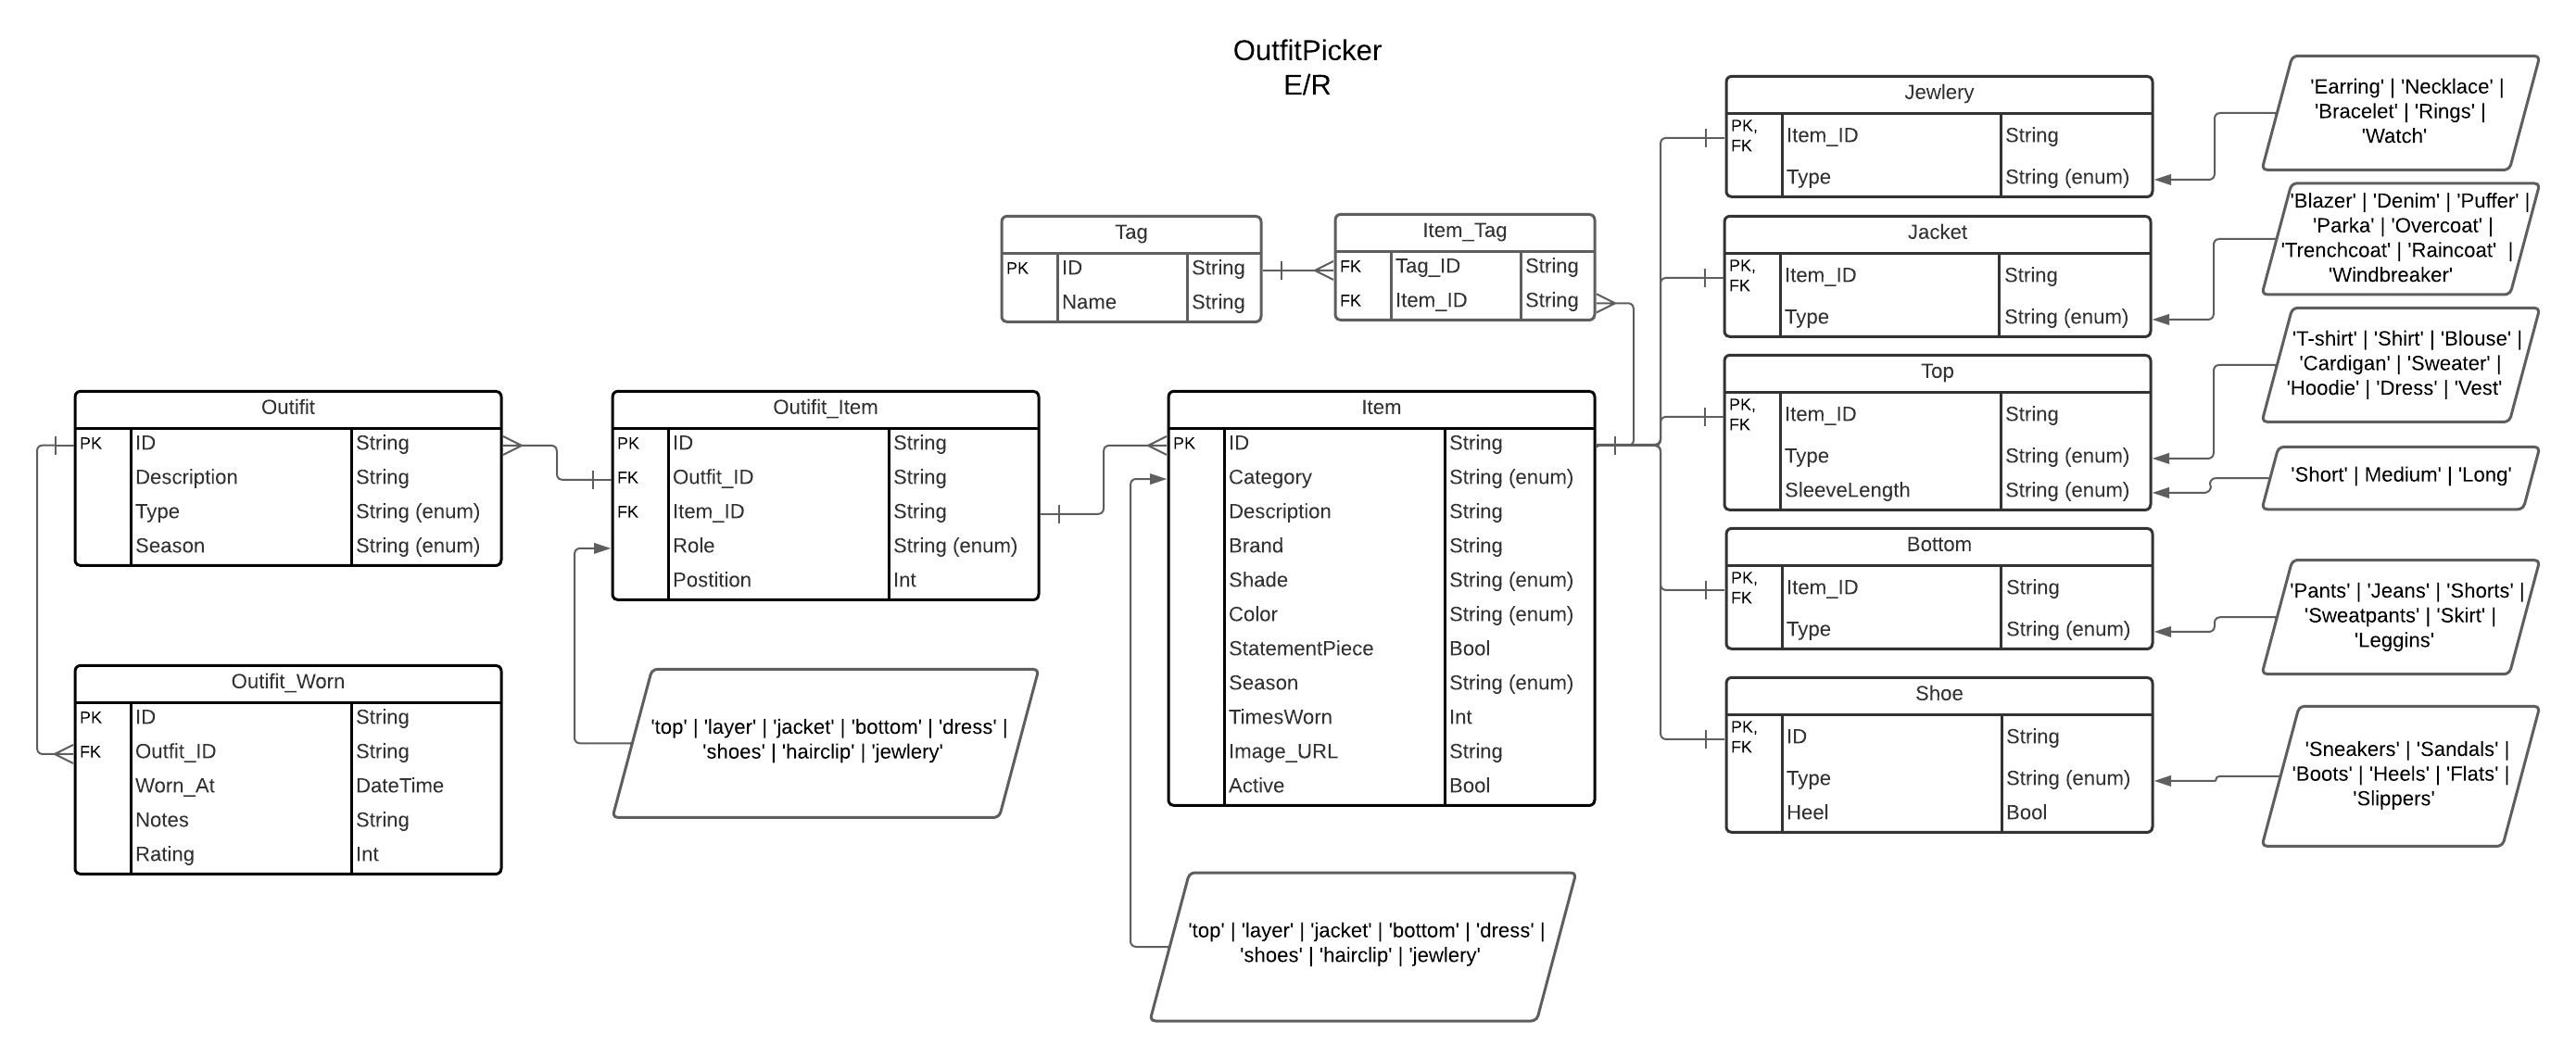 OutfitPicker
E/R
Jewlery
PK, FK Item_ID String
Type String (enum)
'Earring' | 'Necklace' |
'Bracelet' | 'Rings' |
'Watch'
Jacket
PK, FK Item_ID String
Type String (enum)
'Blazer' | 'Denim' | 'Puffer' |
'Parka' | 'Overcoat' |
'Trenchcoat' | 'Raincoat' |
'Windbreaker'
Tag
PK ID String
Name String
Item_Tag
FK Tag_ID String
FK Item_ID String
Top
PK, FK Item_ID String
Type String (enum)
SleeveLength String (enum)
'T-shirt' | 'Shirt' | 'Blouse' |
'Cardigan' | 'Sweater' |
'Hoodie' | 'Dress' | 'Vest'
'Short' | Medium' | 'Long'
Outifit
PK ID String
Description String
Type String (enum)
Season String (enum)
Outifit_Item
PK ID String
FK Outfit_ID String
FK Item_ID String
Role String (enum)
Postition Int
Item
PK ID String
Category String (enum)
Description String
Brand String
Shade String (enum)
Color String (enum)
StatementPiece Bool
Season String (enum)
TimesWorn Int
Image_URL String
Active Bool
Bottom
PK, FK Item_ID String
Type String (enum)
'Pants' | 'Jeans' | 'Shorts' |
'Sweatpants' | 'Skirt' |
'Leggins'
Outifit_Worn
PK ID String
FK Outfit_ID String
Worn_At DateTime
Notes String
Rating Int
'top' | 'layer' | 'jacket' | 'bottom' | 'dress' |
'shoes' | 'hairclip' | 'jewlery'
Shoe
PK, FK ID String
Type String (enum)
Heel Bool
'Sneakers' | 'Sandals' |
'Boots' | 'Heels' | 'Flats' |
'Slippers'
'top' | 'layer' | 'jacket' | 'bottom' | 'dress' |
'shoes' | 'hairclip' | 'jewlery'